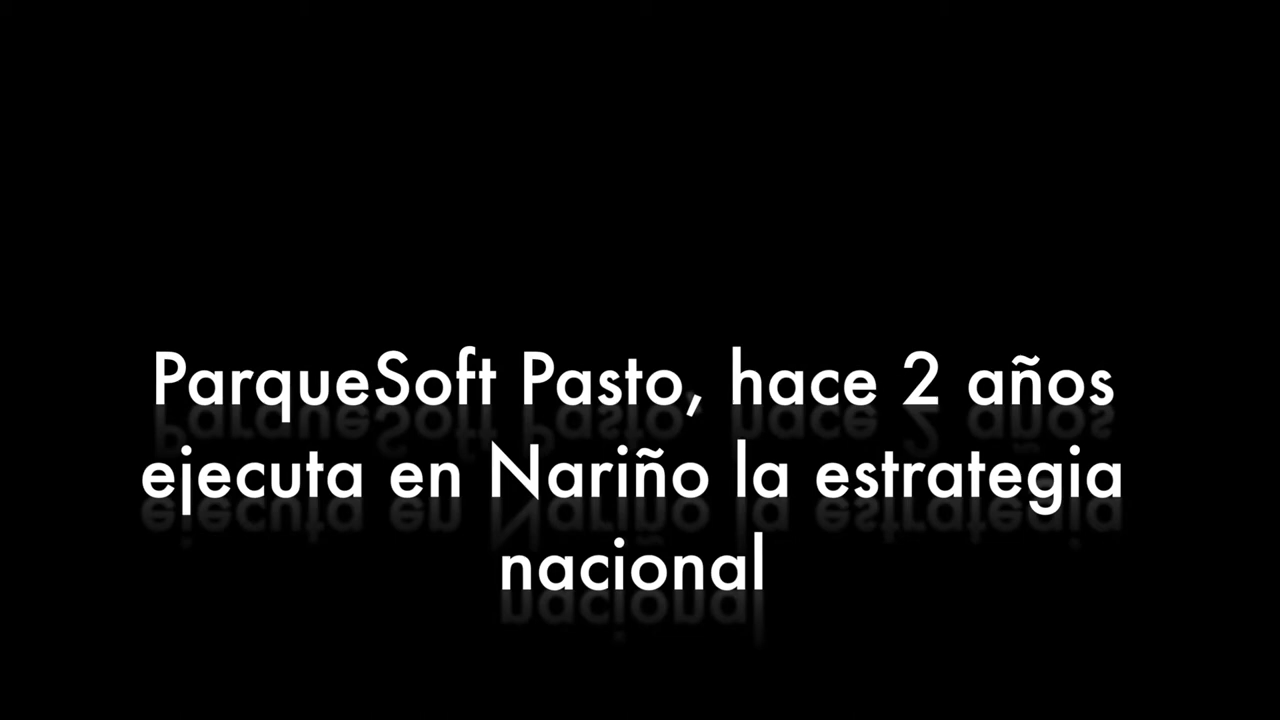 ParqueSoft Pasto, hace 2 años
ejecuta en Nariño la estrategia
nacional